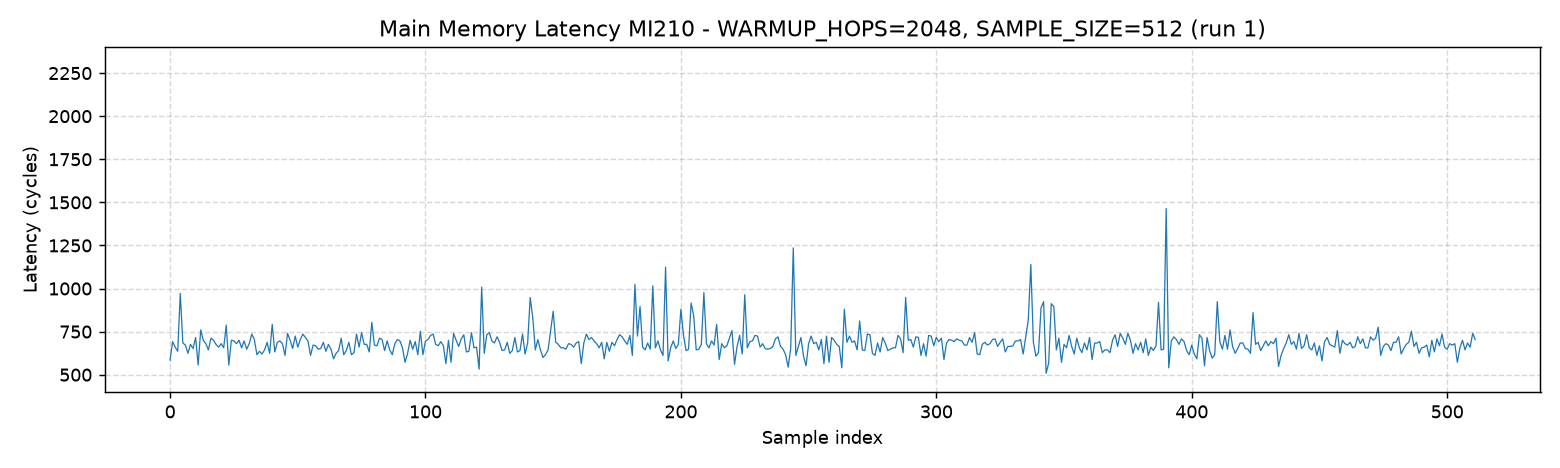 Main Memory Latency MI210 - WARMUP_HOPS=2048, SAMPLE_SIZE=512 (run 1)
Latency (cycles)
2250
2000
1750
1500
1250
1000
750
500
0 100 200 300 400 500
Sample index